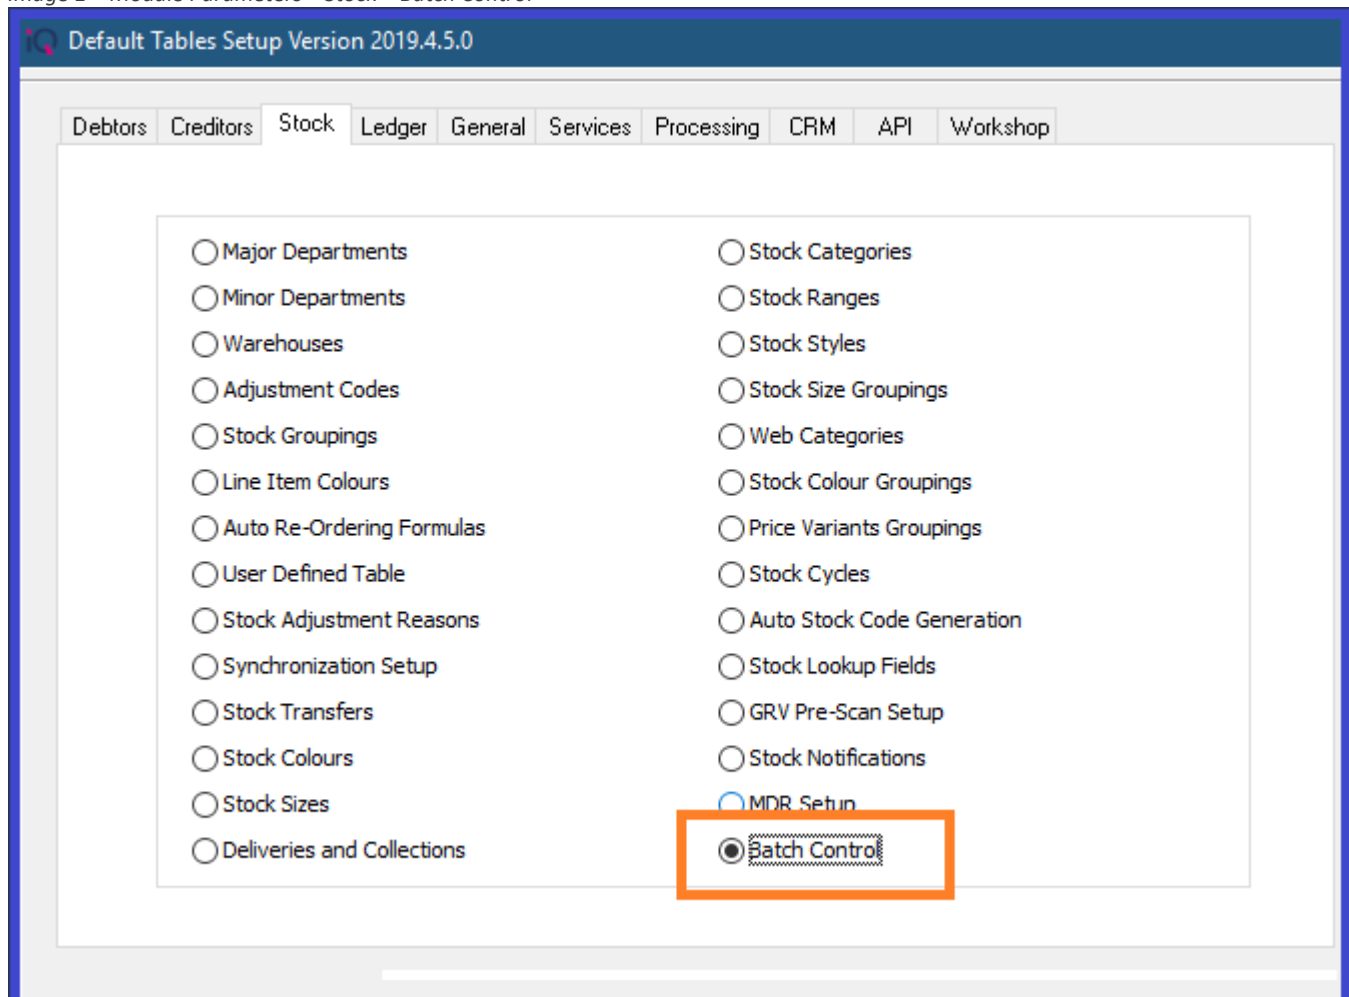 Default Tables Setup Version 2019.4.5.0
Debtors Creditors Stock Ledger General Services Processing CRM API Workshop
Major Departments
Minor Departments
Warehouses
Adjustment Codes
Stock Groupings
Line Item Colours
Auto Re-Ordering Formulas
User Defined Table
Stock Adjustment Reasons
Synchronization Setup
Stock Transfers
Stock Colours
Stock Sizes
Deliveries and Collections
Stock Categories
Stock Ranges
Stock Styles
Stock Size Groupings
Web Categories
Stock Colour Groupings
Price Variants Groupings
Stock Cycles
Auto Stock Code Generation
Stock Lookup Fields
GRV Pre-Scan Setup
Stock Notifications
MDR Setup
Batch Control